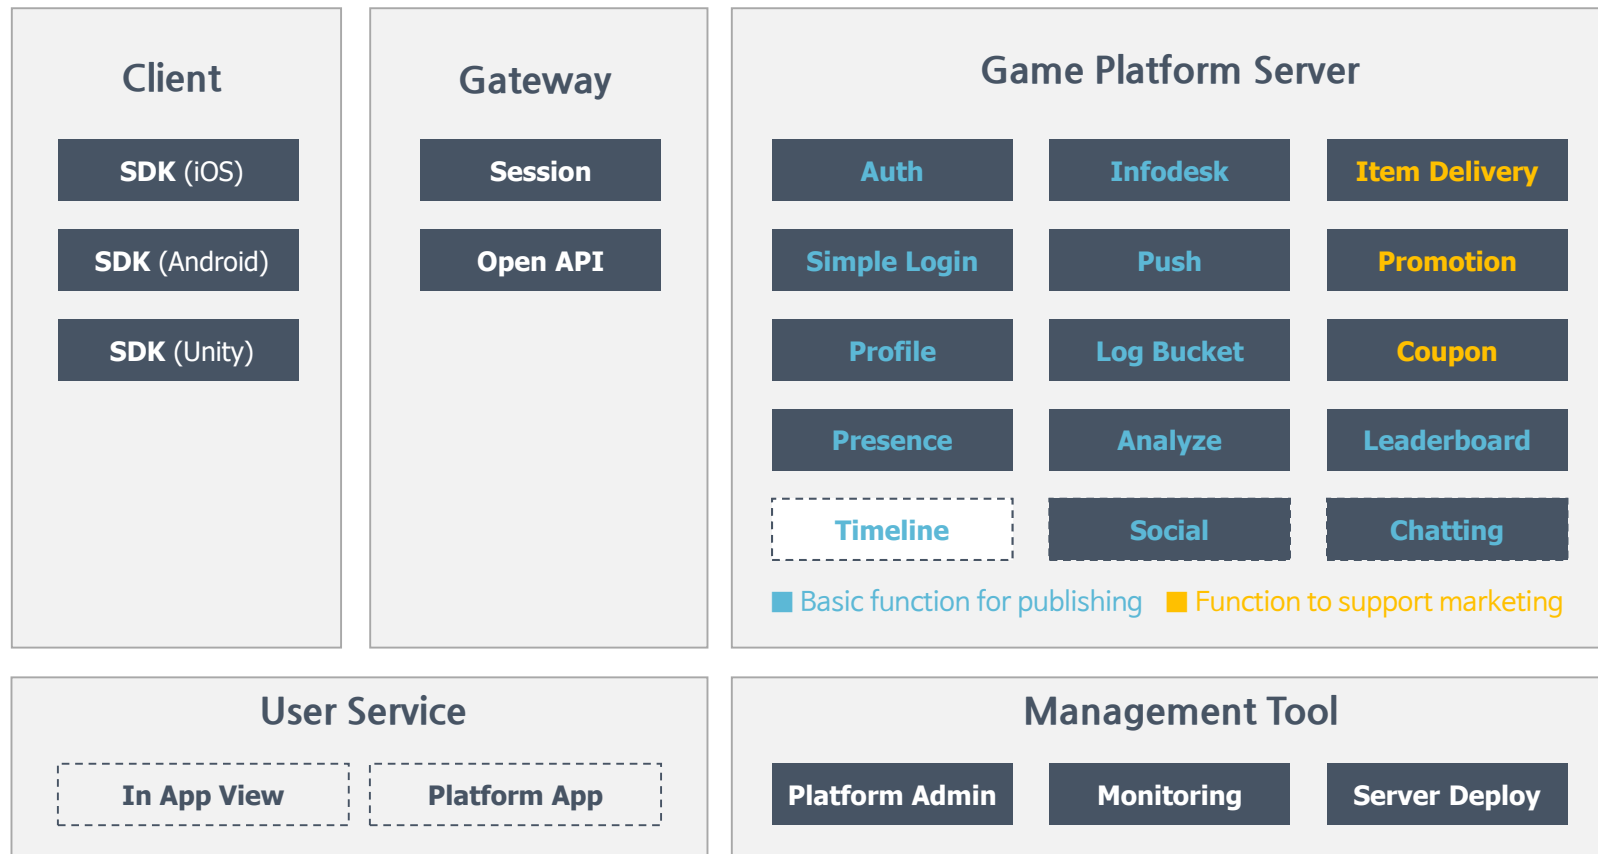 Client
SDK (iOS)
SDK (Android)
SDK (Unity)
Gateway
Session
Open API
Game Platform Server
Auth
Infodesk
Item Delivery
Simple Login
Push
Promotion
Profile
Log Bucket
Coupon
Presence
Analyze
Leaderboard
Timeline
Social
Chatting
Basic function for publishing
Function to support marketing
User Service
In App View
Platform App
Management Tool
Platform Admin
Monitoring
Server Deploy